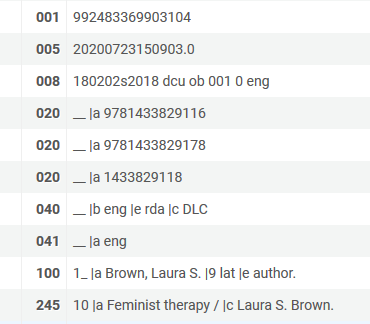 001 992483369903104
005 20200723150903.0
008 180202s2018 dcu ob 001 0 eng
020 __ |a 9781433829116
020 __ |a 9781433829178
020 __ |a 1433829118
040 __ |b eng |e rda |c DLC
041 __ |a eng
100 1_ |a Brown, Laura S. |9 lat |e author.
245 10 |a Feminist therapy / |c Laura S. Brown.